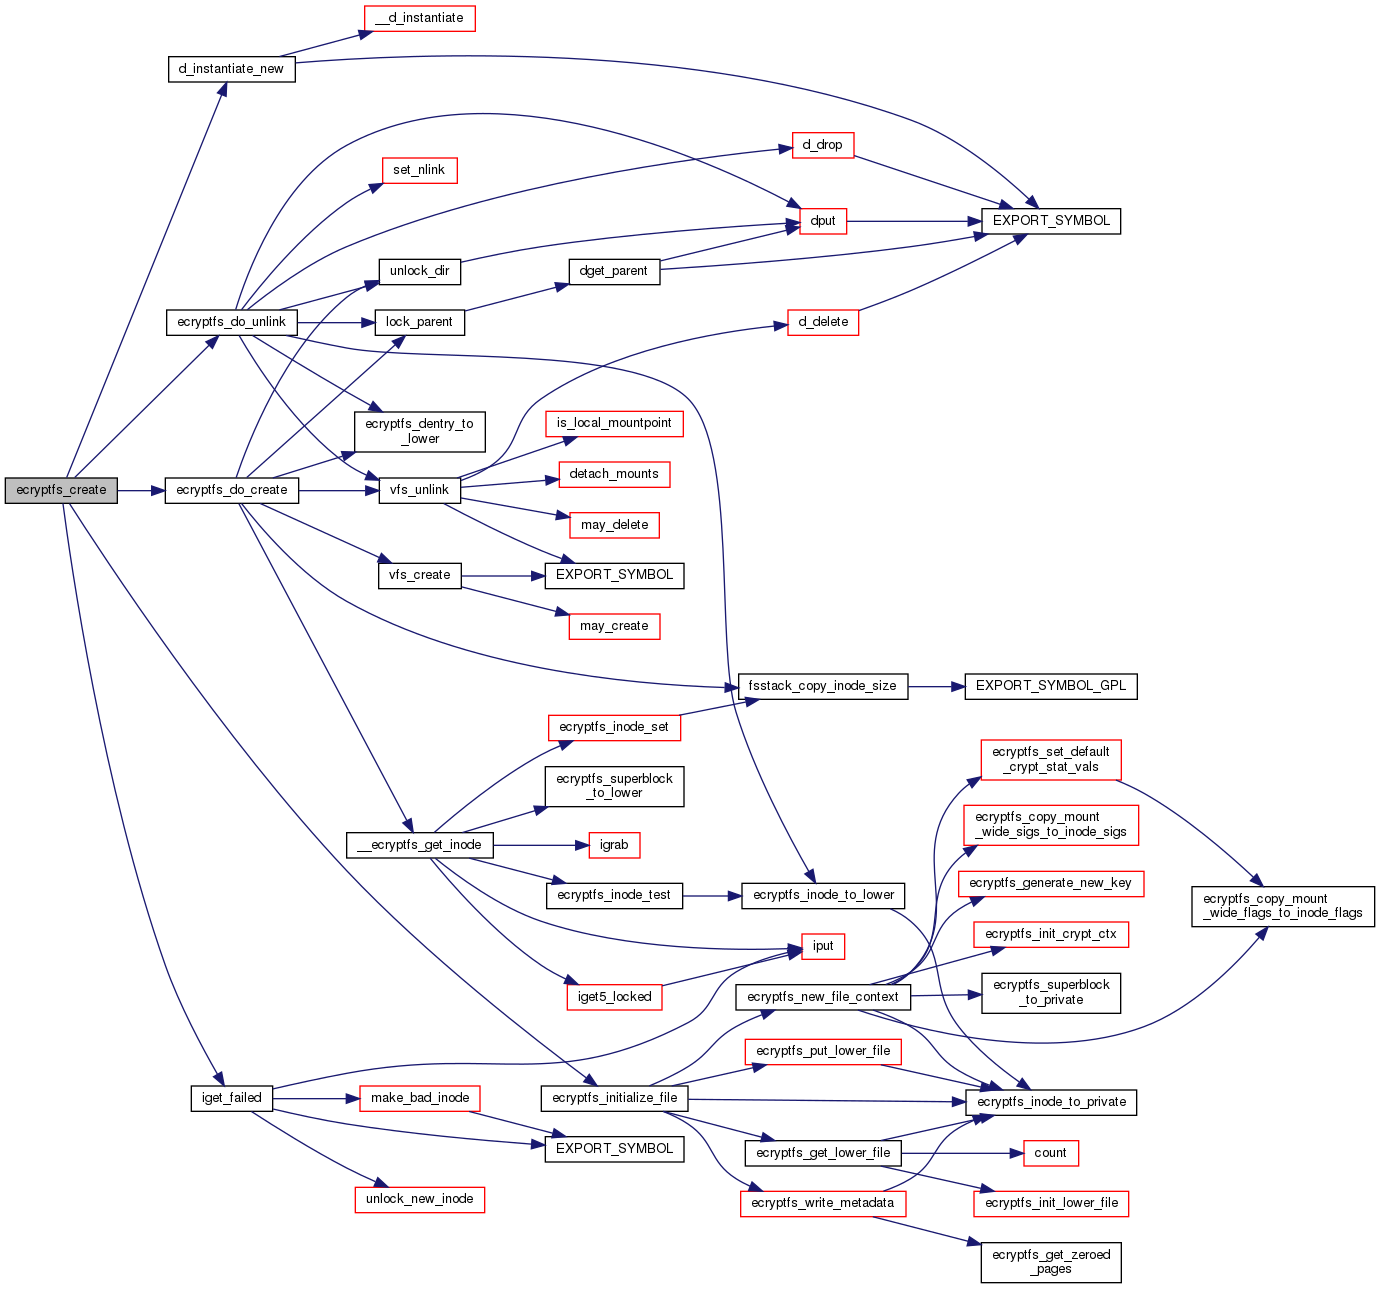 __d_instantiate
d_instantiate_new
d_drop
set_nlink
dput
EXPORT_SYMBOL
unlock_dir
dget_parent
ecryptfs_do_unlink
lock_parent
d_delete
ecryptfs_dentry_to
_lower
is_local_mountpoint
detach_mounts
ecryptfs_create
ecryptfs_do_create
vfs_unlink
may_delete
vfs_create
EXPORT_SYMBOL
may_create
fsstack_copy_inode_size
EXPORT_SYMBOL_GPL
ecryptfs_inode_set
ecryptfs_set_default
_crypt_stat_vals
ecryptfs_superblock
_to_lower
ecryptfs_copy_mount
_wide_sigs_to_inode_sigs
__ecryptfs_get_inode
igrab
ecryptfs_generate_new_key
ecryptfs_inode_test
ecryptfs_inode_to_lower
ecryptfs_copy_mount
_wide_flags_to_inode_flags
ecryptfs_init_crypt_ctx
iput
iget5_locked
ecryptfs_new_file_context
ecryptfs_superblock
_to_private
ecryptfs_put_lower_file
iget_failed
make_bad_inode
ecryptfs_initialize_file
ecryptfs_inode_to_private
EXPORT_SYMBOL
ecryptfs_get_lower_file
count
unlock_new_inode
ecryptfs_write_metadata
ecryptfs_init_lower_file
ecryptfs_get_zeroed
_pages